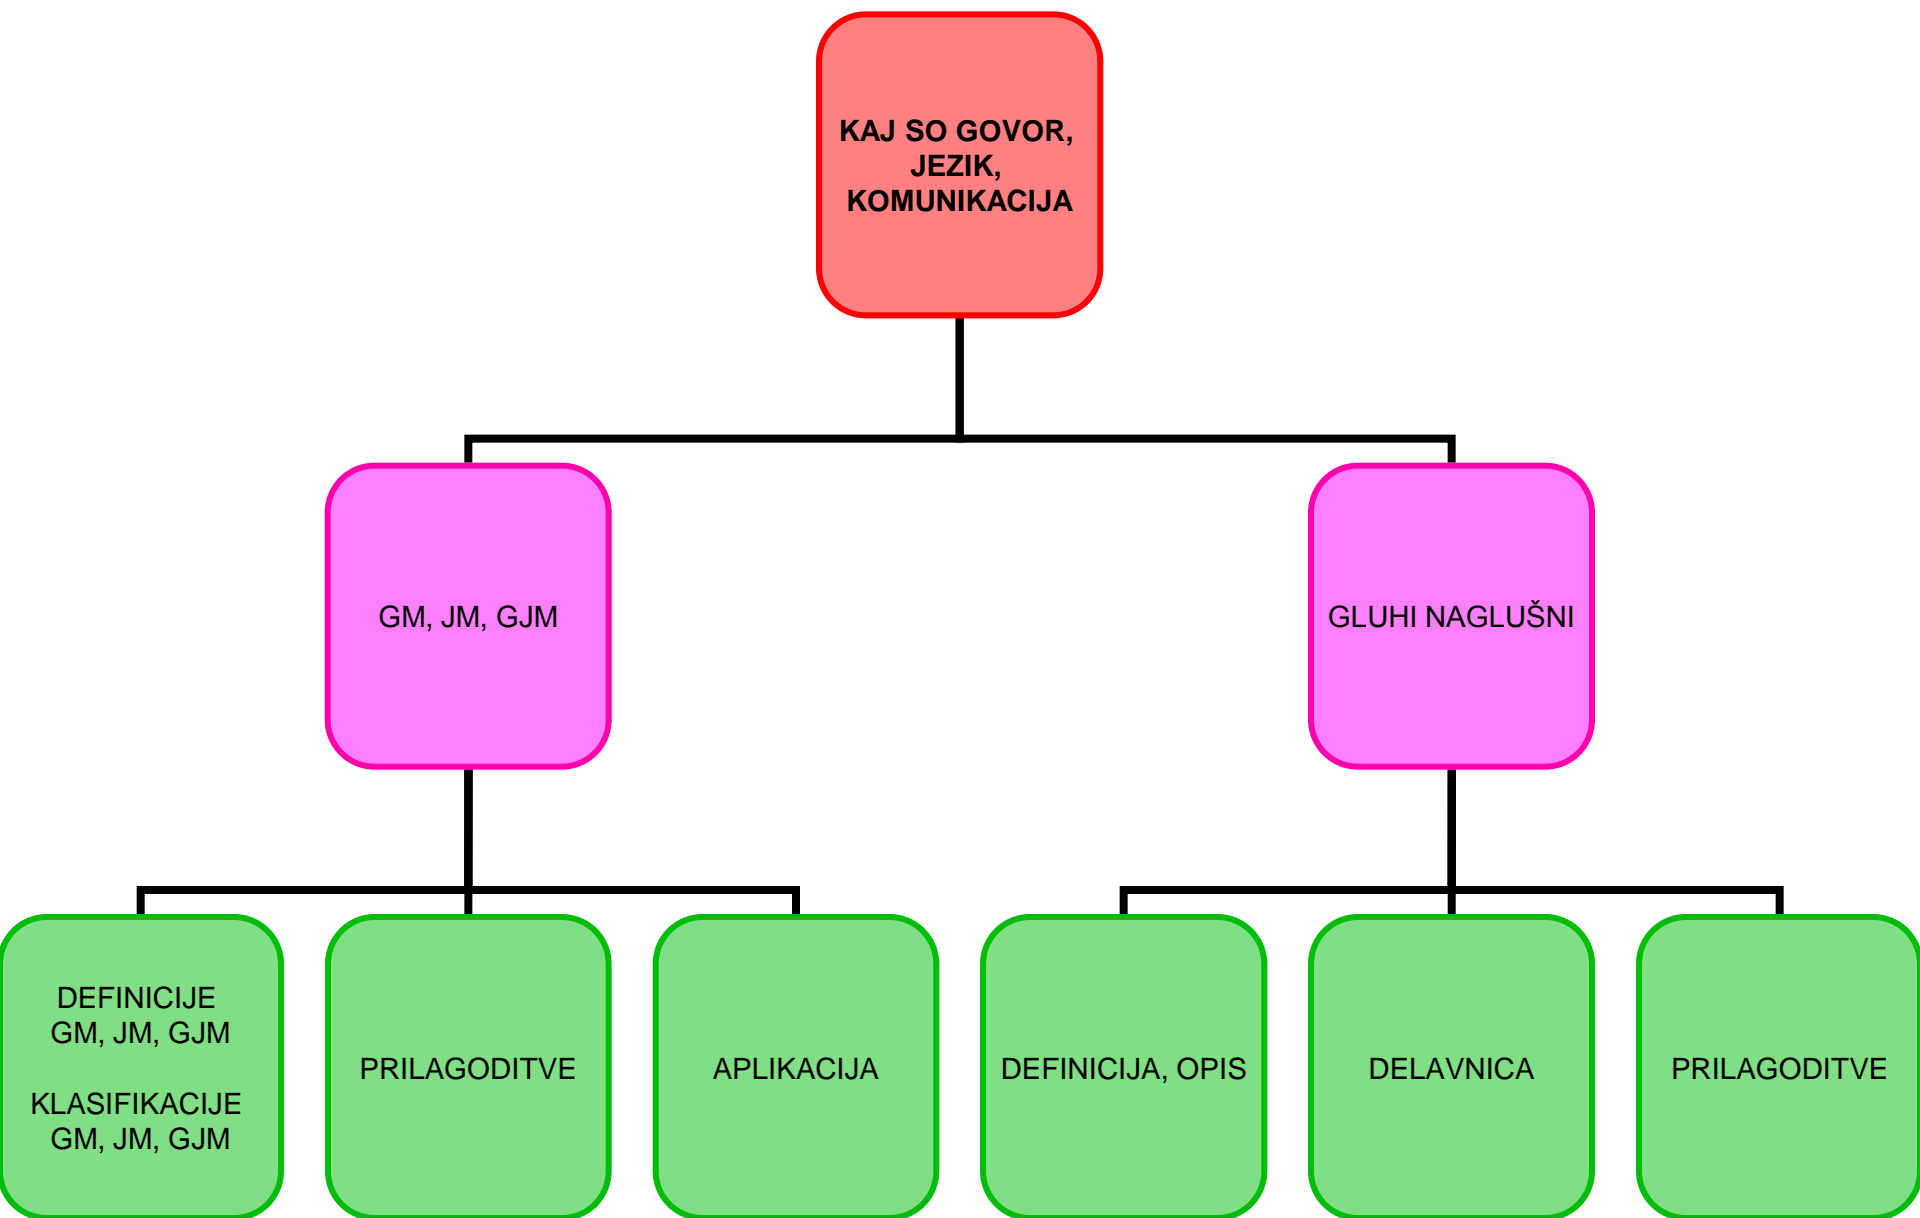 KAJ SO GOVOR,
JEZIK,
KOMUNIKACIJA
GM, JM, GJM
GLUHI NAGLUŠNI
DEFINICIJE
GM, JM, GJM
KLASIFIKACIJE
GM, JM, GJM
PRILAGODITVE
APLIKACIJA
DEFINICIJA, OPIS
DELAVNICA
PRILAGODITVE